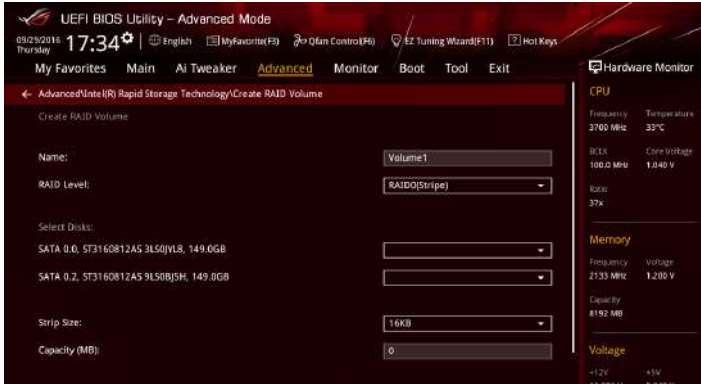 UEFI BIOS Utility – Advanced Mode
09/29/2016 Thursday 17:34 English MyFavorite(F3) Qfan Control(F6) EZ Tuning Wizard(F11) ? Hot Keys
My Favorites Main Ai Tweaker Advanced Monitor Boot Tool Exit
Hardware Monitor
← Advanced\Intel(R) Rapid Storage Technology\Create RAID Volume
Create RAID Volume
Name: Volume1
RAID Level: RAID0(Stripe)
Select Disks:
SATA 0.0, ST3160812AS 3LS0JVL8, 149.0GB
SATA 0.2, ST3160812AS 9LS0BJ5H, 149.0GB
Strip Size: 16KB
Capacity (MB): 0
CPU
Frequency Temperature
3700 MHz 33°C
BCLK Core Voltage
100.0 MHz 1.040 V
Ratio
37x
Memory
Frequency Voltage
2133 MHz 1.200 V
Capacity
8192 MB
Voltage
+12V +5V